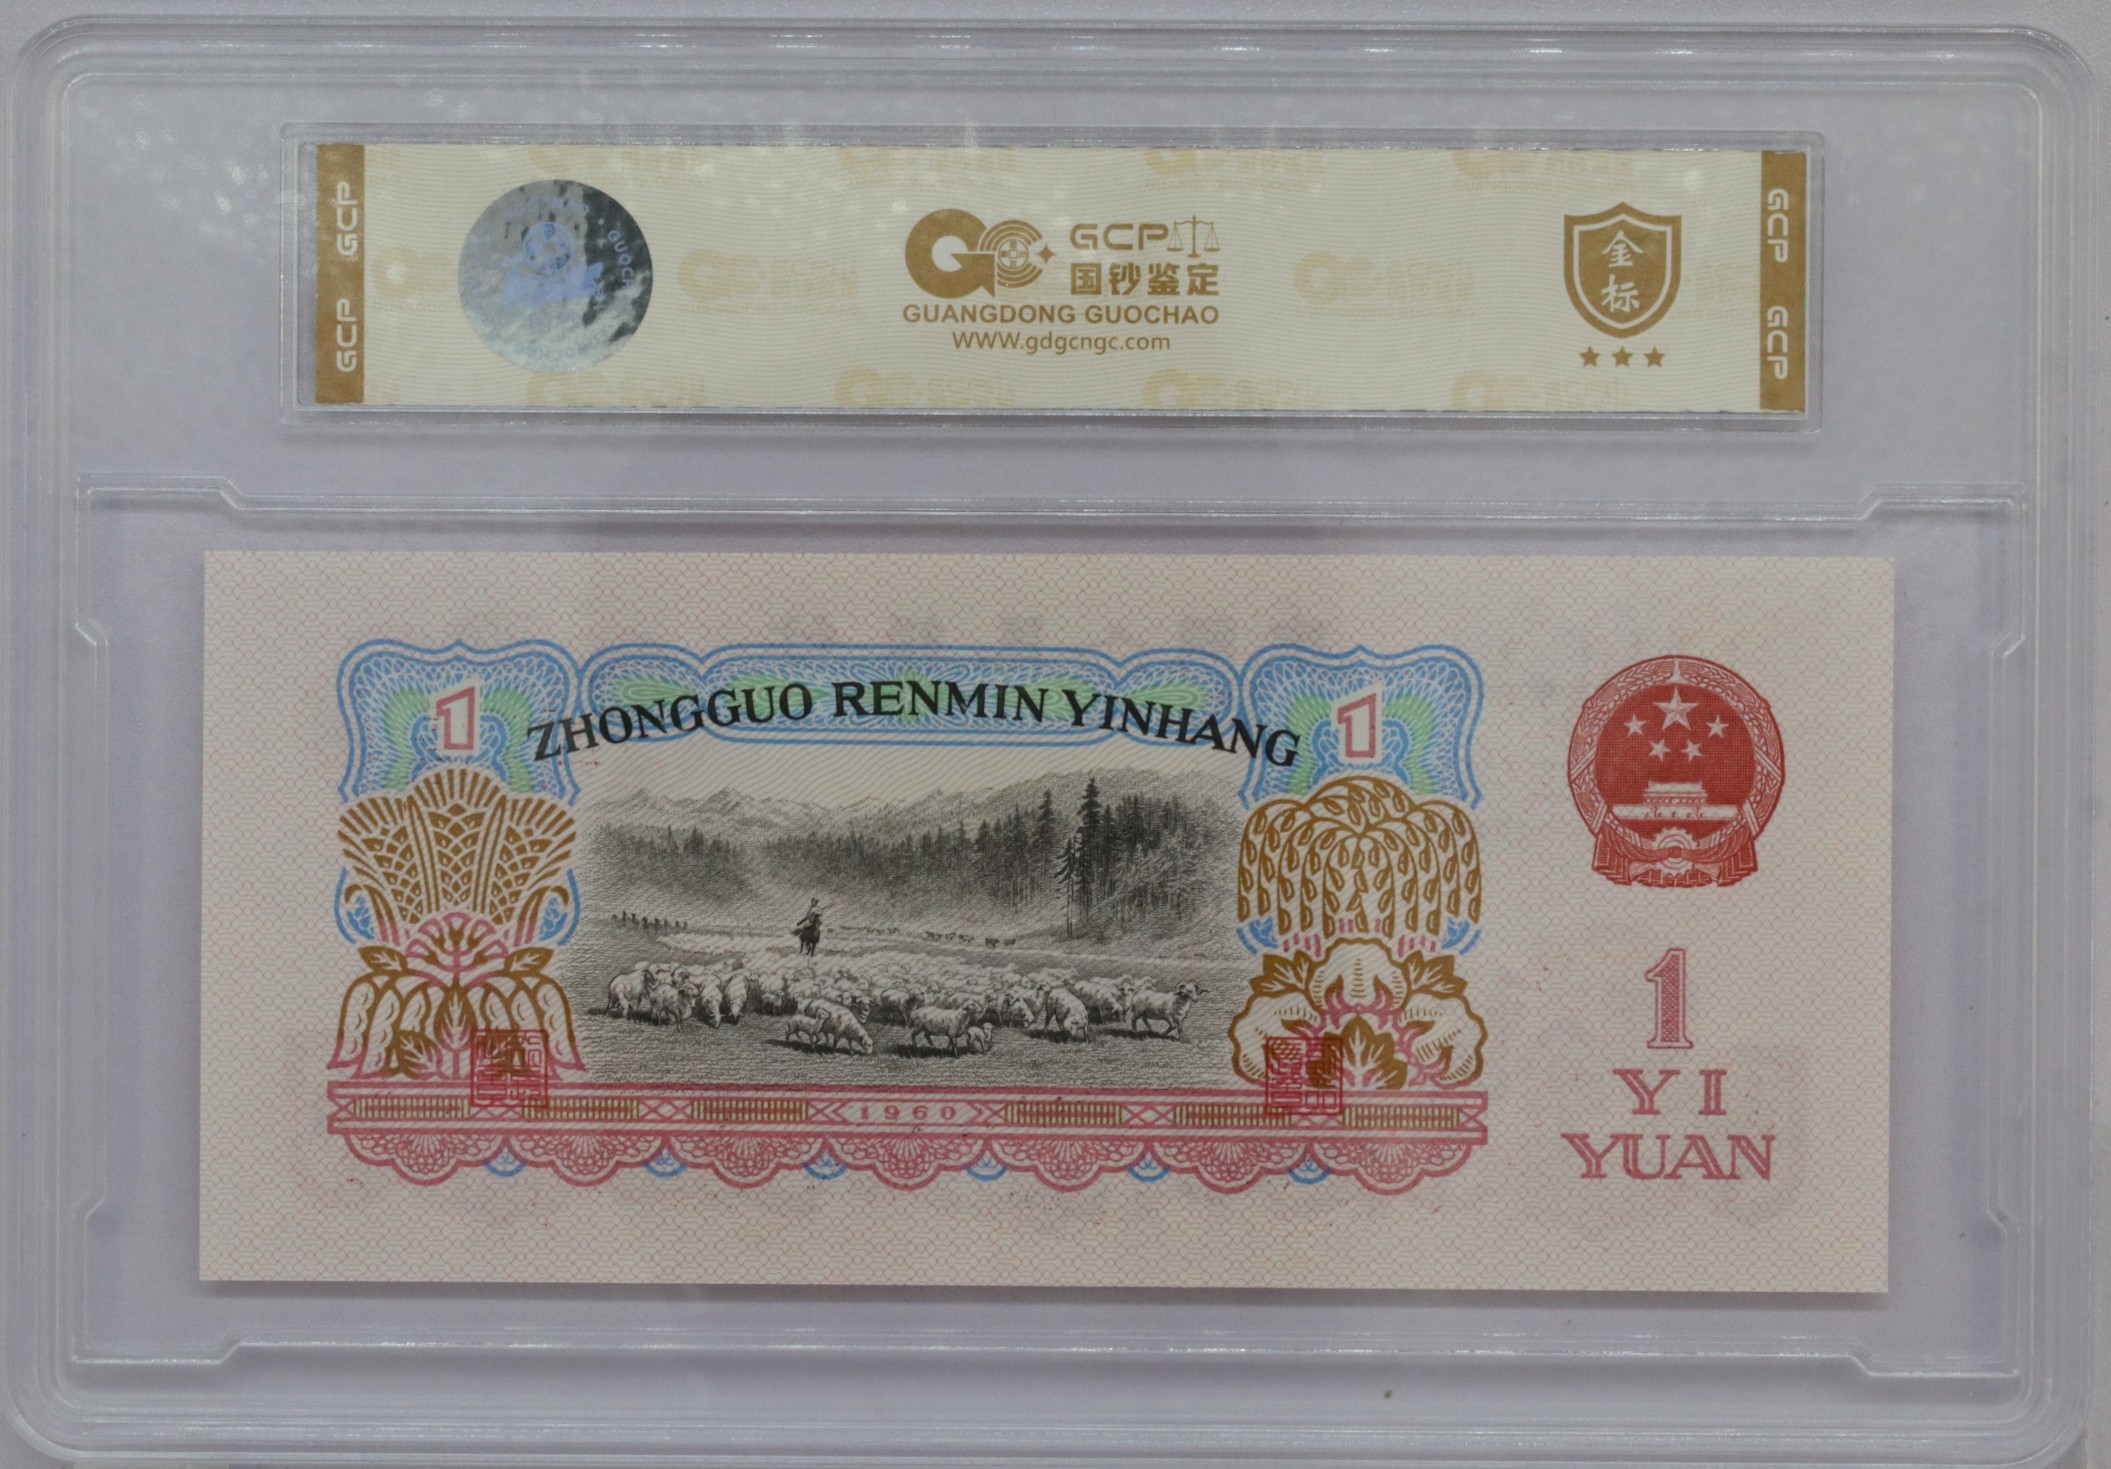 GCP GCP
GCP
国钞鉴定
GUANGDONG GUOCHAO
WWW.gdgcngc.com
金
标
GCP GCP
ZHONGGUO RENMIN YINHANG
1
1
1960
1
YI
YUAN